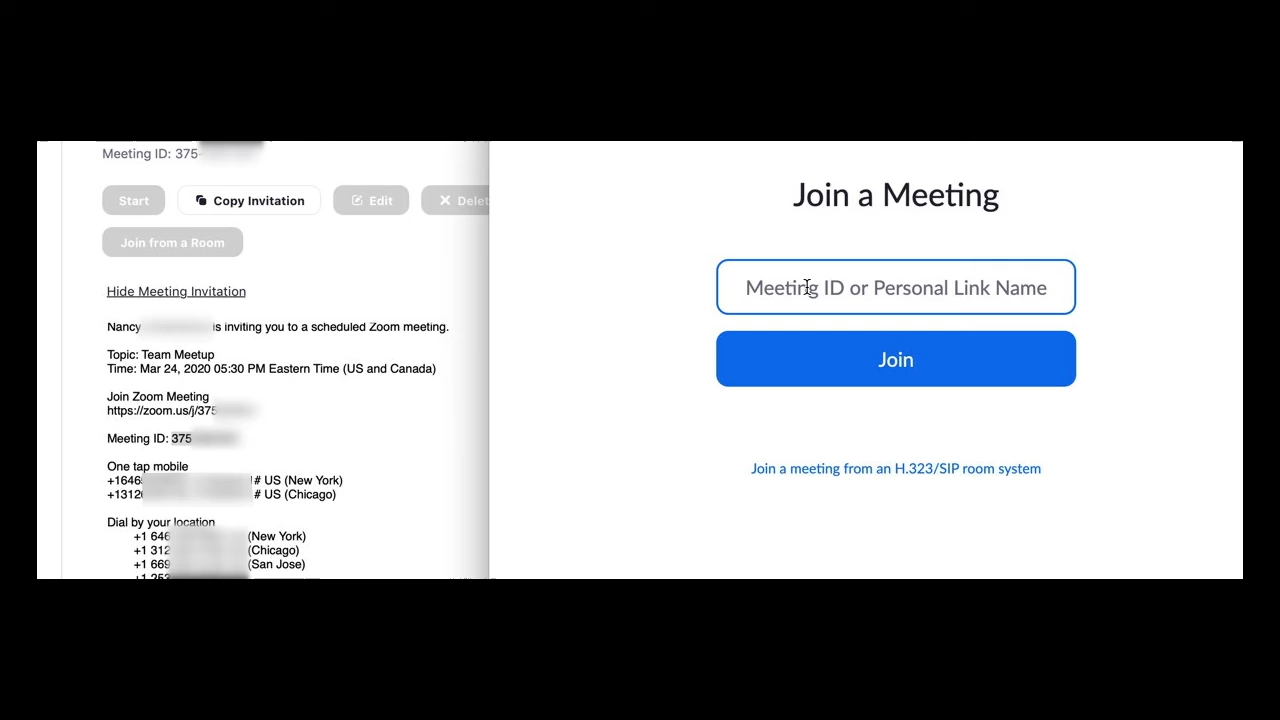 Meeting ID: 375-
Start
Copy Invitation
Edit
Delet
Join from a Room
Hide Meeting Invitation
Nancy is inviting you to a scheduled Zoom meeting.
Topic: Team Meetup
Time: Mar 24, 2020 05:30 PM Eastern Time (US and Canada)
Join Zoom Meeting
https://zoom.us/j/375
Meeting ID: 375
One tap mobile
+1646 # US (New York)
+1312 # US (Chicago)
Dial by your location
+1 646 (New York)
+1 312 (Chicago)
+1 669 (San Jose)
Join a Meeting
Meeting ID or Personal Link Name
Join
Join a meeting from an H.323/SIP room system